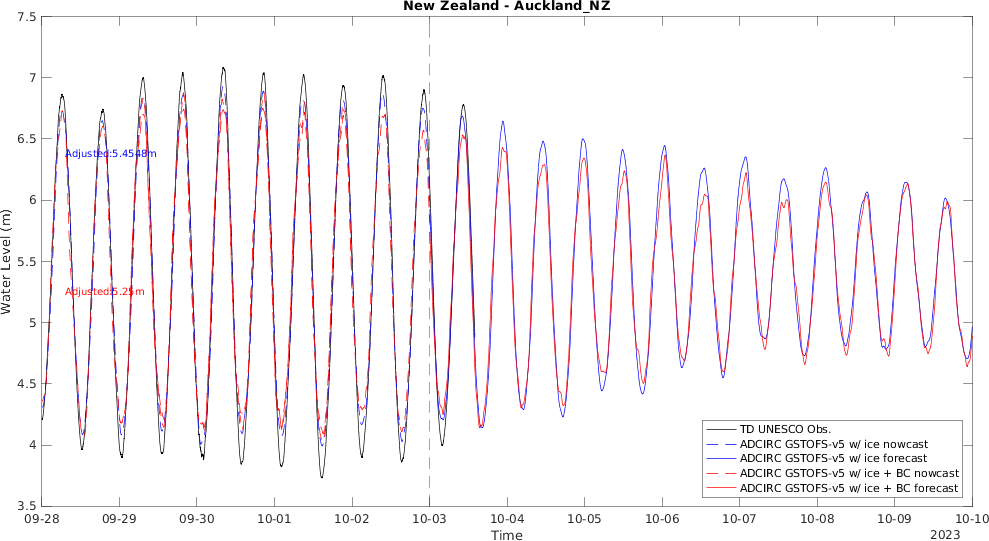 New Zealand - Auckland_NZ
7.5
7
6.5
6
5.5
5
4.5
4
3.5
Water Level (m)
Adjusted:5.4548m
Adjusted:5.25m
TD UNESCO Obs.
ADCIRC GSTOFS-v5 w/ ice nowcast
ADCIRC GSTOFS-v5 w/ ice forecast
ADCIRC GSTOFS-v5 w/ ice + BC nowcast
ADCIRC GSTOFS-v5 w/ ice + BC forecast
09-28 09-29 09-30 10-01 10-02 10-03 10-04 10-05 10-06 10-07 10-08 10-09 10-10
Time
2023